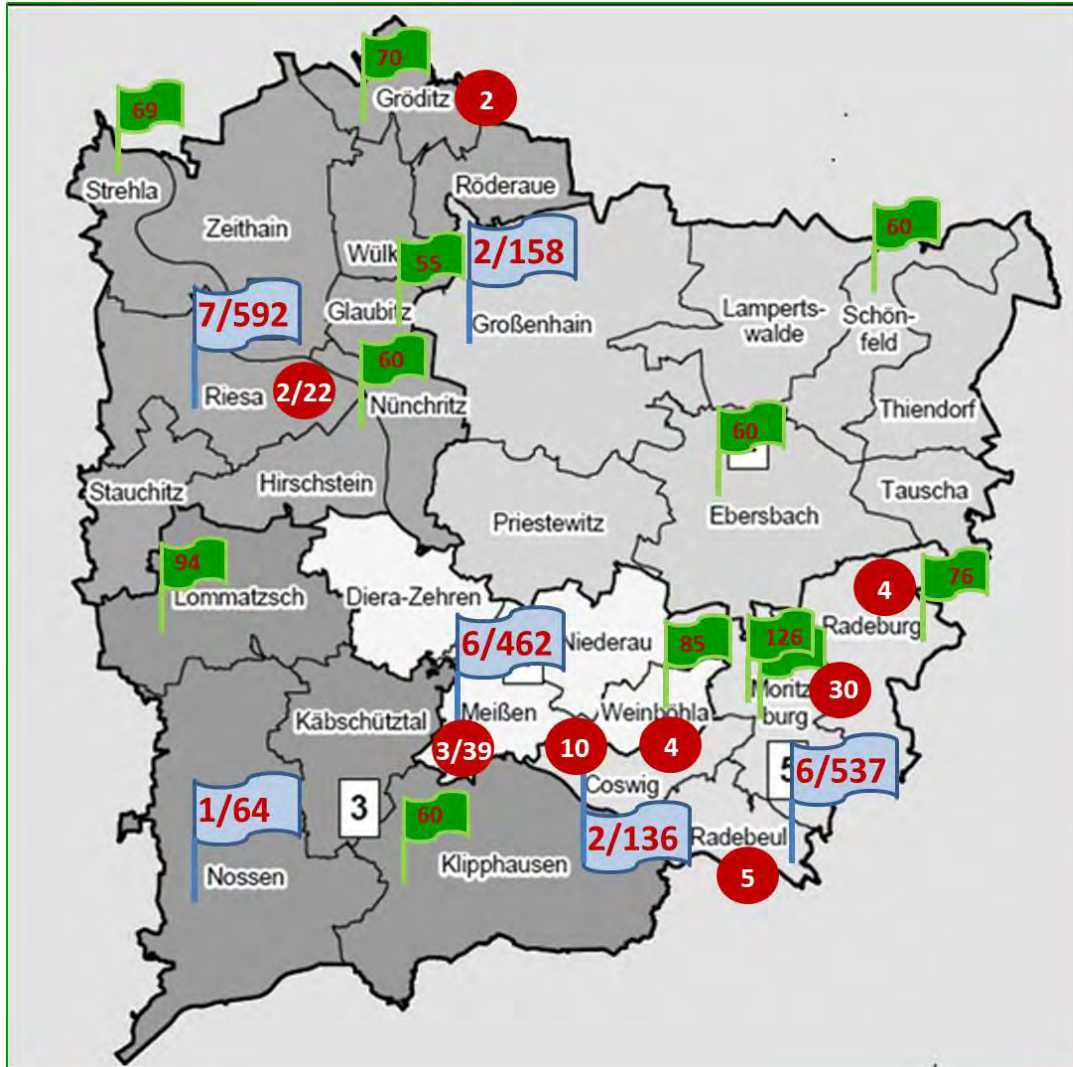 70
Gröditz
2
69
Strehla
Röderaue
Zeithain
60
Wülk
55
2/158
7/592
Glaubitz
Großenhain
Lamperts-
walde
Schön-
feld
60
Riesa
2/22
Nünchritz
Thiendorf
60
Stauchitz
Hirschstein
Priestewitz
Ebersbach
Tauscha
94
Lommatzsch
Diera-Zehren
4
76
Radeburg
6/462
Niederau
85
126
Moritz
burg
30
Käbschütztal
Meißen
Weinböhla
3/39
10
4
5
6/537
Coswig
1/64
3
60
2/136
Radebeul
Nossen
Klipphausen
5